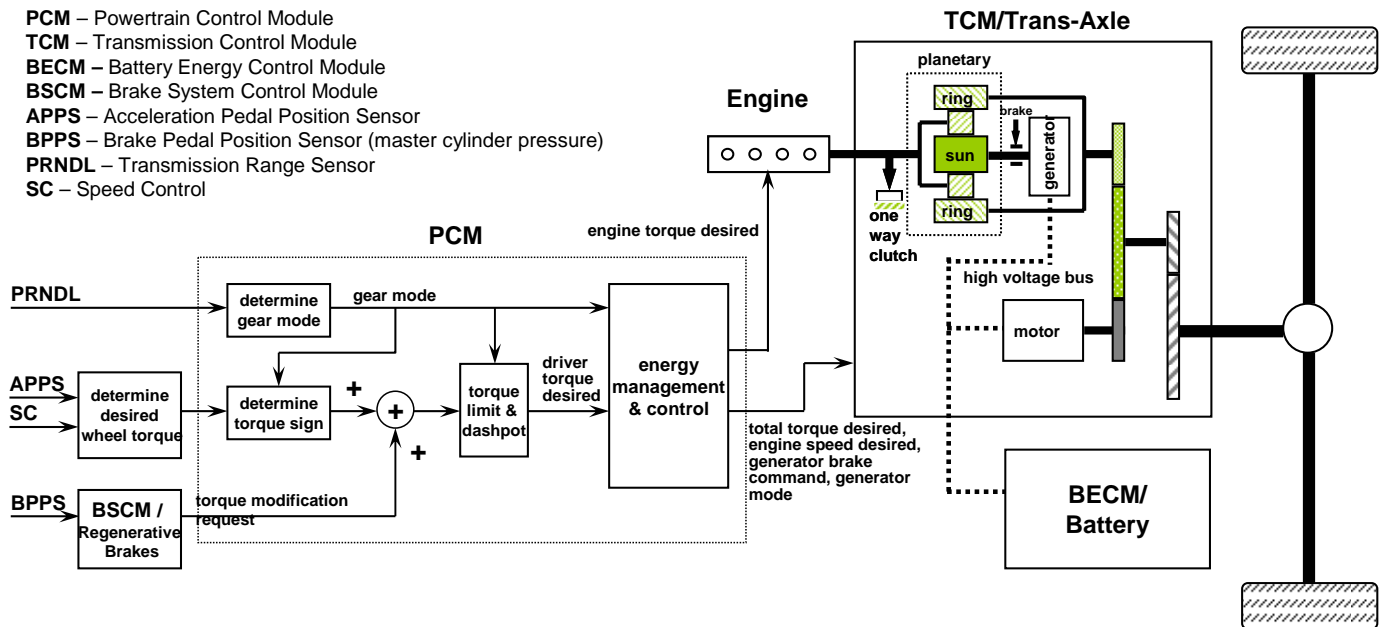 PCM – Powertrain Control Module
TCM – Transmission Control Module
BECM – Battery Energy Control Module
BSCM – Brake System Control Module
APPS – Acceleration Pedal Position Sensor
BPPS – Brake Pedal Position Sensor (master cylinder pressure)
PRNDL – Transmission Range Sensor
SC – Speed Control
TCM/Trans-Axle
planetary
Engine
ring
brake
sun
generator
ring
one
way
clutch
high voltage bus
motor
BECM/
Battery
engine torque desired
PCM
PRNDL
determine
gear mode
gear mode
APPS
SC
determine
desired
wheel torque
determine
torque sign
+
+
+
torque
limit &
dashpot
driver
torque
desired
energy
management
& control
total torque desired,
engine speed desired,
generator brake
command, generator
mode
BPPS
BSCM /
Regenerative
Brakes
torque modification
request